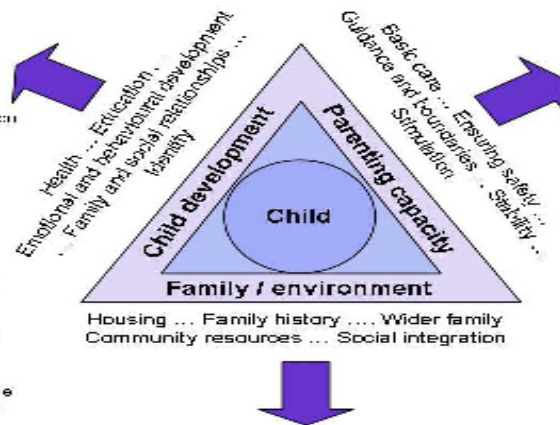 Health ... Education ...
Emotional and behavioural development
... Family and social relationships ...
Identity
Basic care ... Ensuring safety ...
Guidance and boundaries ... Stability ...
Stimulation
Child development
Parenting capacity
Child
Family / environment
Housing ... Family history .... Wider family
Community resources ... Social integration